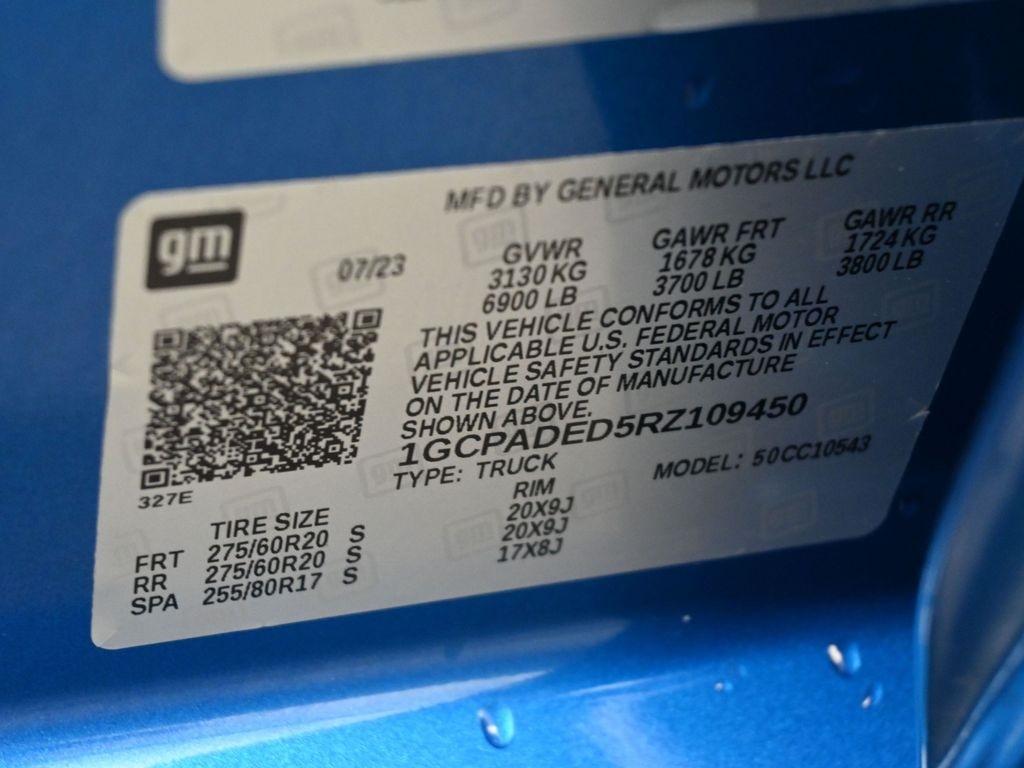 gm
MFD BY GENERAL MOTORS LLC
07/23
GVWR GAWR FRT GAWR RR
3130 KG 1678 KG 1724 KG
6900 LB 3700 LB 3800 LB
THIS VEHICLE CONFORMS TO ALL
APPLICABLE U.S. FEDERAL MOTOR
VEHICLE SAFETY STANDARDS IN EFFECT
ON THE DATE OF MANUFACTURE
SHOWN ABOVE.
1GCPADED5RZ109450
TYPE: TRUCK MODEL: 50CC10543
327E
TIRE SIZE RIM
FRT 275/60R20 S 20X9J
RR 275/60R20 S 20X9J
SPA 255/80R17 S 17X8J